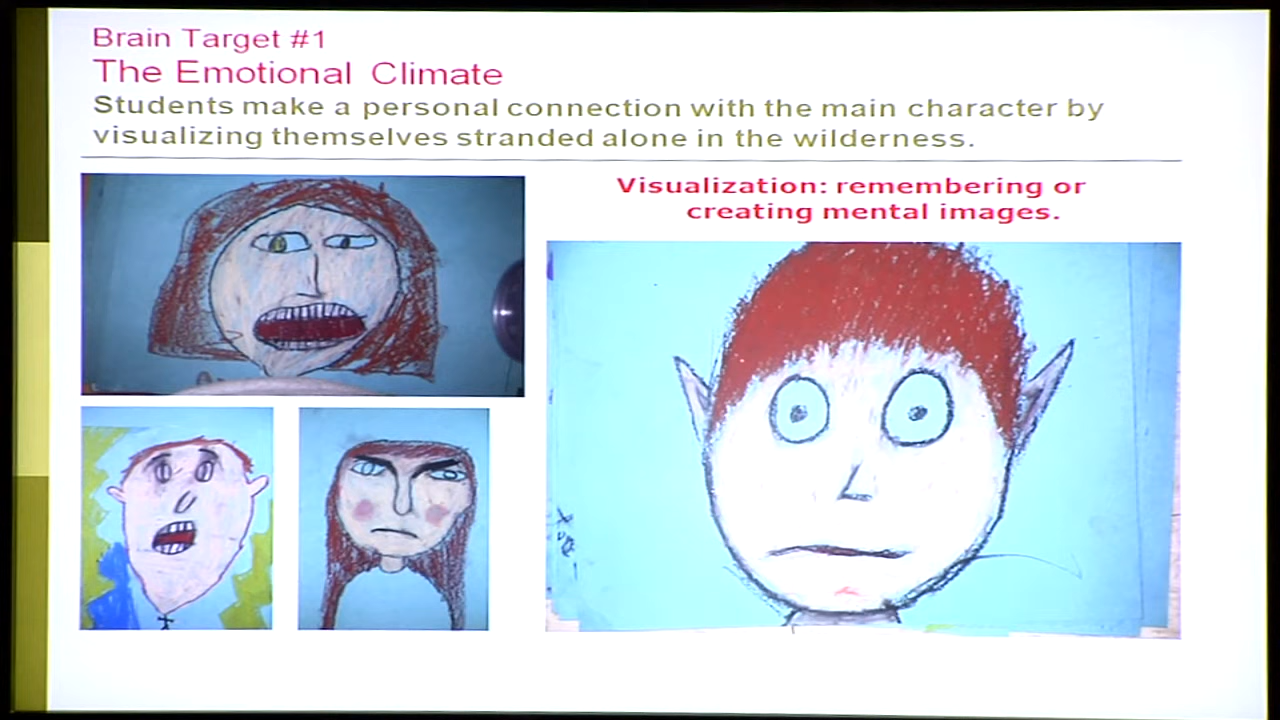 Brain Target #1
The Emotional Climate
Students make a personal connection with the main character by
visualizing themselves stranded alone in the wilderness.
Visualization: remembering or
creating mental images.